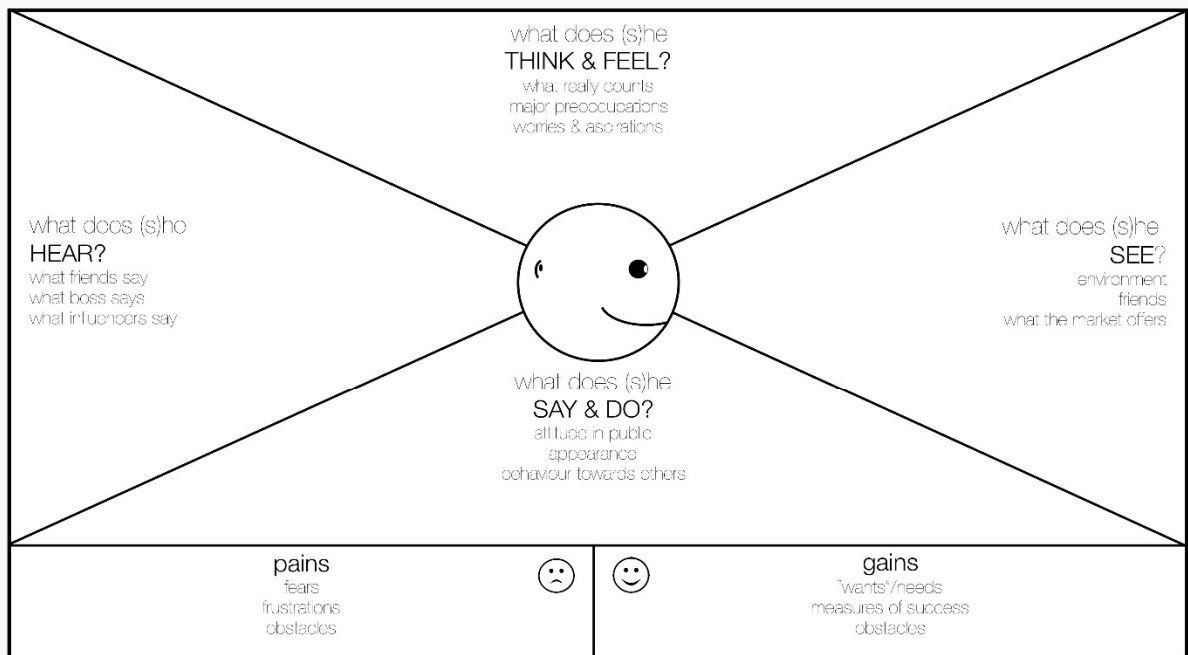 what does (s)he
THINK & FEEL?
what really counts
major preoccupations
worries & aspirations
what does (s)he
HEAR?
what friends say
what boss says
what influencers say
what does (s)he
SEE?
environment
friends
what the market offers
what does (s)he
SAY & DO?
attitude in public
appearance
behaviour towards others
pains
fears
frustrations
obstacles
gains
"wants"/needs
measures of success
obstacles